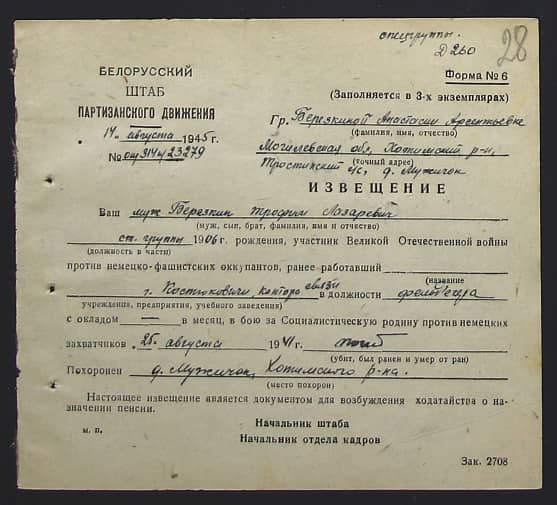 спецгруппы.
Д 260
28
БЕЛОРУССКИЙ
ШТАБ
ПАРТИЗАНСКОГО ДВИЖЕНИЯ
"14" августа 1945 г.
№ 0у/314/23279
Форма № 6
(Заполняется в 3-х экземплярах)
Гр. Березкиной Анастасии Арсентьевне
(фамилия, имя, отчество)
Могилевская обл, Хотимский р-н,
Тростинский с/с, д. Мужичок
(точный адрес)
ИЗВЕЩЕНИЕ
Ваш муж Березкин Трофим Лазаревич
(муж, сын, брат, фамилия, имя и отчество)
ст. группы 1906 г. рождения, участник Великой Отечественной войны
(должность в части)
против немецко-фашистских оккупантов, ранее работавший
(название
г. Костюковичи контора связи в должности фельдъегера
учреждения, предприятия, учебного заведения)
с окладом — в месяц, в бою за Социалистическую родину против немецких
захватчиков "25" августа 1941 г. погиб
(убит, был ранен и умер от ран)
Похоронен д. Мужичок, Хотимского р-на.
(место похорон)
Настоящее извещение является документом для возбуждения ходатайства о на-
значении пенсии.
Начальник штаба
м. п.
Начальник отдела кадров
Зак. 2708